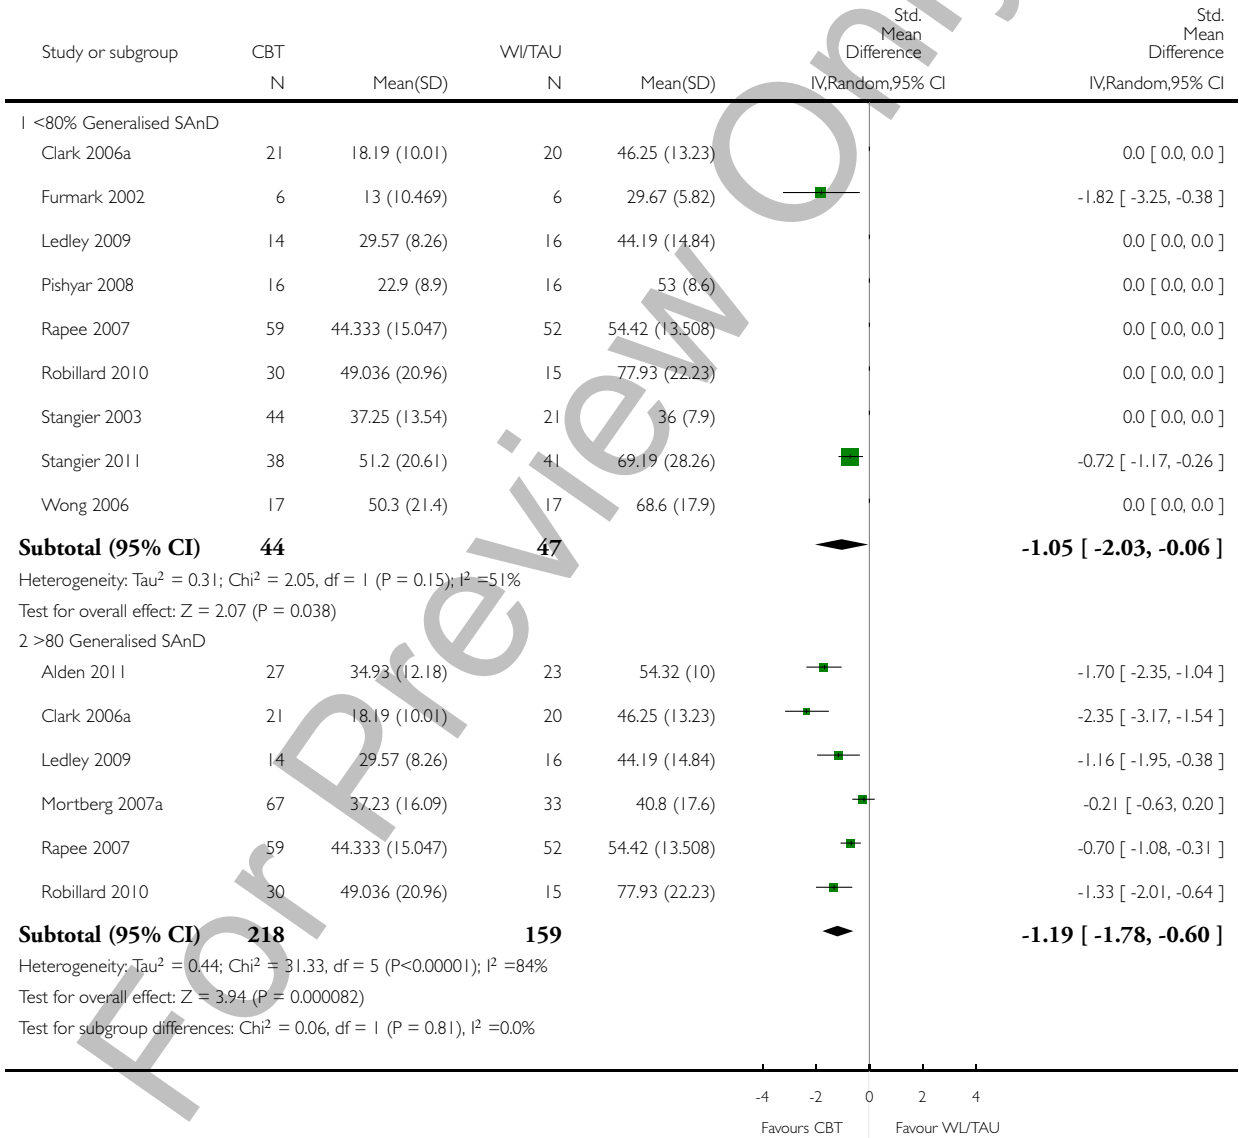 Std.
Mean
Difference
Std.
Mean
Difference
Study or subgroup CBT WI/TAU
N Mean(SD) N Mean(SD) IV,Random,95% CI IV,Random,95% CI
1 <80% Generalised SAnD
Clark 2006a 21 18.19 (10.01) 20 46.25 (13.23) 0.0 [ 0.0, 0.0 ]
Furmark 2002 6 13 (10.469) 6 29.67 (5.82) -1.82 [ -3.25, -0.38 ]
Ledley 2009 14 29.57 (8.26) 16 44.19 (14.84) 0.0 [ 0.0, 0.0 ]
Pishyar 2008 16 22.9 (8.9) 16 53 (8.6) 0.0 [ 0.0, 0.0 ]
Rapee 2007 59 44.333 (15.047) 52 54.42 (13.508) 0.0 [ 0.0, 0.0 ]
Robillard 2010 30 49.036 (20.96) 15 77.93 (22.23) 0.0 [ 0.0, 0.0 ]
Stangier 2003 44 37.25 (13.54) 21 36 (7.9) 0.0 [ 0.0, 0.0 ]
Stangier 2011 38 51.2 (20.61) 41 69.19 (28.26) -0.72 [ -1.17, -0.26 ]
Wong 2006 17 50.3 (21.4) 17 68.6 (17.9) 0.0 [ 0.0, 0.0 ]
Subtotal (95% CI) 44 47 -1.05 [ -2.03, -0.06 ]
Heterogeneity: Tau² = 0.31; Chi² = 2.05, df = 1 (P = 0.15); I² =51%
Test for overall effect: Z = 2.07 (P = 0.038)
2 >80 Generalised SAnD
Alden 2011 27 34.93 (12.18) 23 54.32 (10) -1.70 [ -2.35, -1.04 ]
Clark 2006a 21 18.19 (10.01) 20 46.25 (13.23) -2.35 [ -3.17, -1.54 ]
Ledley 2009 14 29.57 (8.26) 16 44.19 (14.84) -1.16 [ -1.95, -0.38 ]
Mortberg 2007a 67 37.23 (16.09) 33 40.8 (17.6) -0.21 [ -0.63, 0.20 ]
Rapee 2007 59 44.333 (15.047) 52 54.42 (13.508) -0.70 [ -1.08, -0.31 ]
Robillard 2010 30 49.036 (20.96) 15 77.93 (22.23) -1.33 [ -2.01, -0.64 ]
Subtotal (95% CI) 218 159 -1.19 [ -1.78, -0.60 ]
Heterogeneity: Tau² = 0.44; Chi² = 31.33, df = 5 (P<0.00001); I² =84%
Test for overall effect: Z = 3.94 (P = 0.000082)
Test for subgroup differences: Chi² = 0.06, df = 1 (P = 0.81), I² =0.0%
-4 -2 0 2 4
Favours CBT Favour WL/TAU
For Preview Only